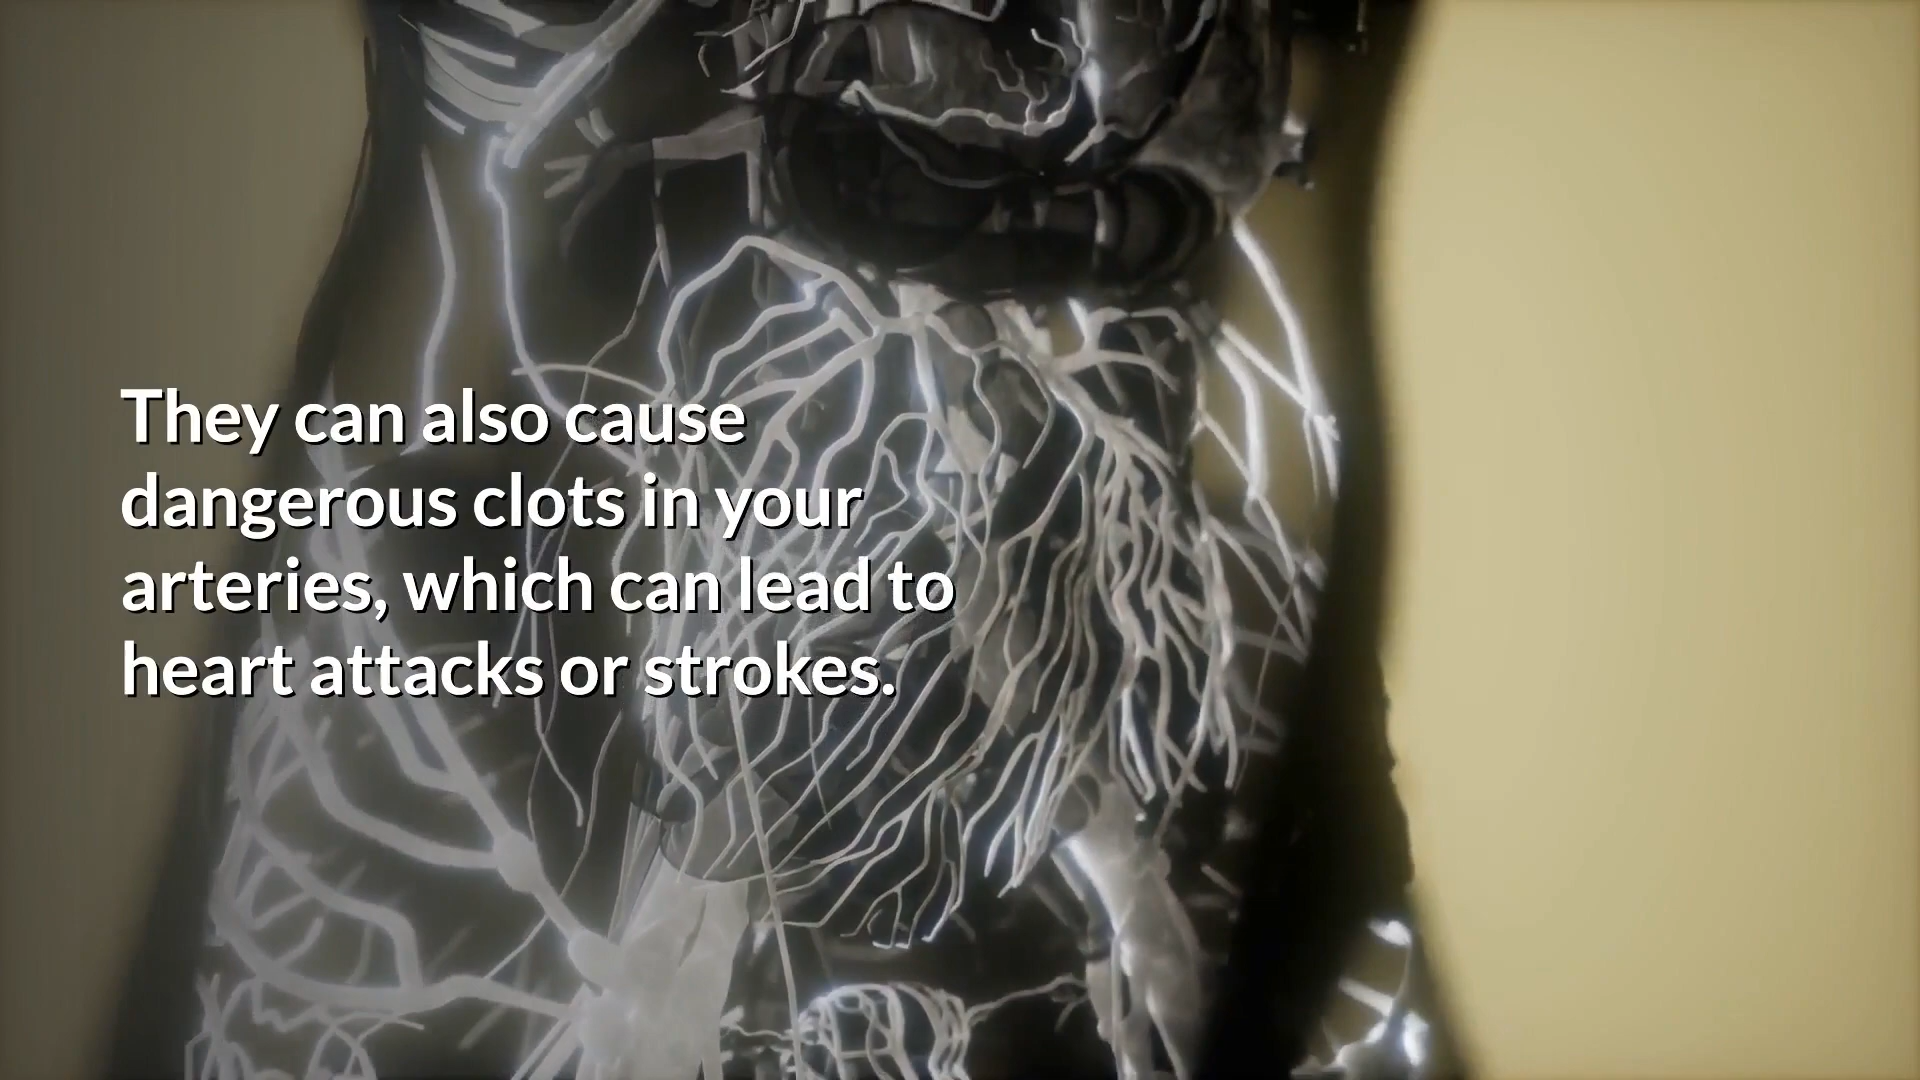 They can also cause
dangerous clots in your
arteries, which can lead to
heart attacks or strokes.